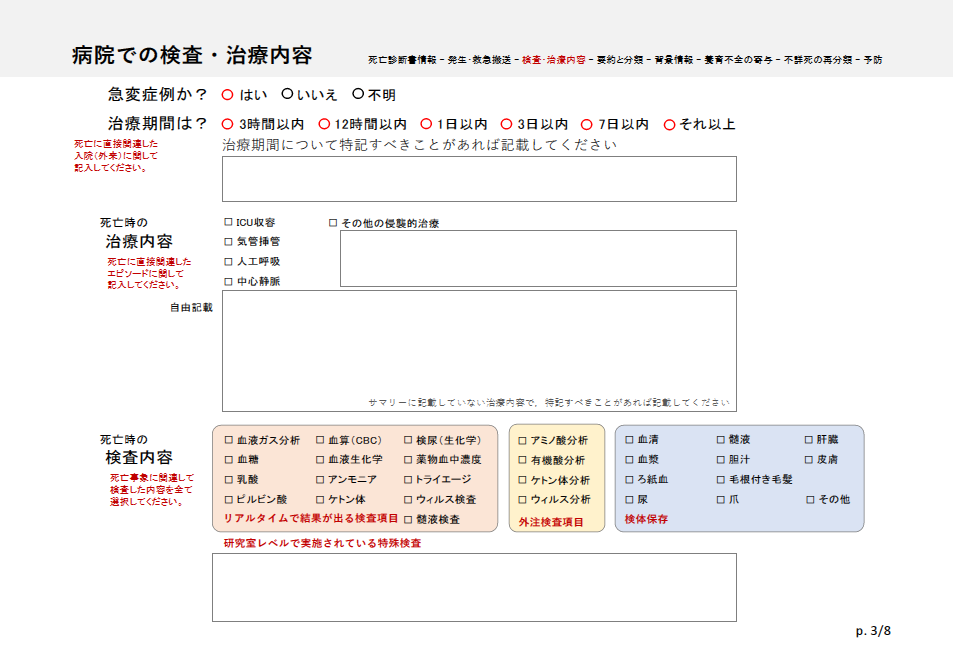 病院での検査・治療内容
死亡診断書情報 – 発生・救急搬送 – 検査・治療内容 – 要約と分類 – 背景情報 – 養育不全の寄与 – 不詳死の再分類 – 予防
急変症例か？ ○ はい ○いいえ ○不明
治療期間は？ ○ 3時間以内 ○ 12時間以内 ○ 1日以内 ○ 3日以内 ○ 7日以内 ○それ以上
死亡に直接関連した
入院（外来）に関して
記入してください。
治療期間について特記すべきことがあれば記載してください
死亡時の
治療内容
死亡に直接関連した
エピソードに関して
記入してください。
□ ICU収容 □ その他の侵襲的治療
□ 気管挿管
□ 人工呼吸
□ 中心静脈
自由記載
サマリーに記載していない治療内容で，特記すべきことがあれば記載してください
死亡時の
検査内容
死亡事象に関連して
検査した内容を全て
選択してください。
□ 血液ガス分析 □ 血算（CBC） □ 検尿（生化学）
□ 血糖 □ 血液生化学 □ 薬物血中濃度
□ 乳酸 □ アンモニア □ トライエージ
□ ピルビン酸 □ ケトン体 □ ウィルス検査
リアルタイムで結果が出る検査項目 □ 髄液検査
□ アミノ酸分析
□ 有機酸分析
□ ケトン体分析
□ ウィルス分析
外注検査項目
□ 血清 □ 髄液 □ 肝臓
□ 血漿 □ 胆汁 □ 皮膚
□ ろ紙血 □ 毛根付き毛髪
□ 尿 □ 爪 □ その他
検体保存
研究室レベルで実施されている特殊検査
p. 3/8